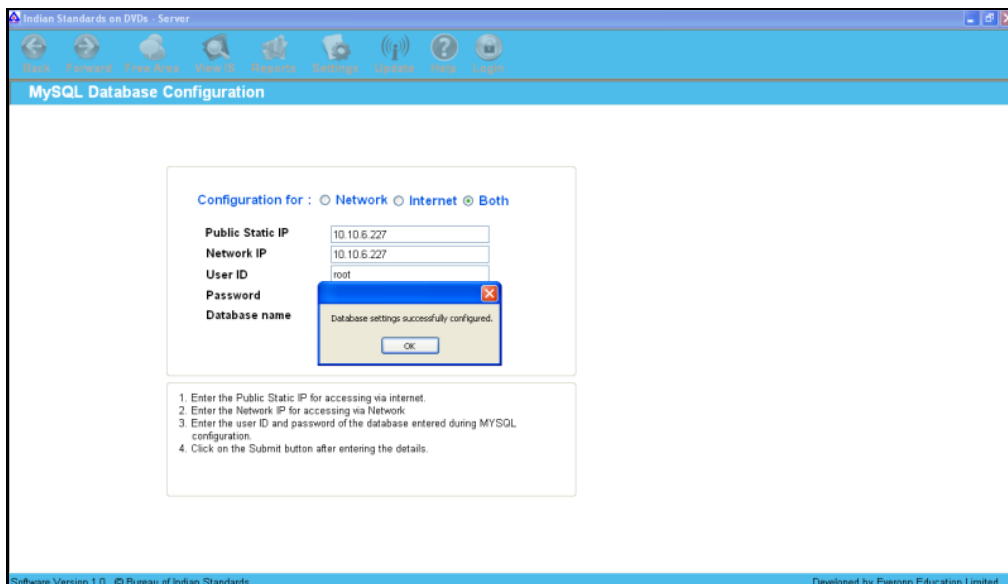 Indian Standards on DVDs - Server
Back Forward Free Area View IS Reports Settings Update Help Login
MySQL Database Configuration
Configuration for : Network Internet Both
Public Static IP 10.10.6.227
Network IP 10.10.6.227
User ID root
Password
Database name
Database settings successfully configured.
OK
1. Enter the Public Static IP for accessing via internet.
2. Enter the Network IP for accessing via Network
3. Enter the user ID and password of the database entered during MYSQL
configuration.
4. Click on the Submit button after entering the details.
Software Version 1.0 © Bureau of Indian Standards
Developed by Everonn Education Limited